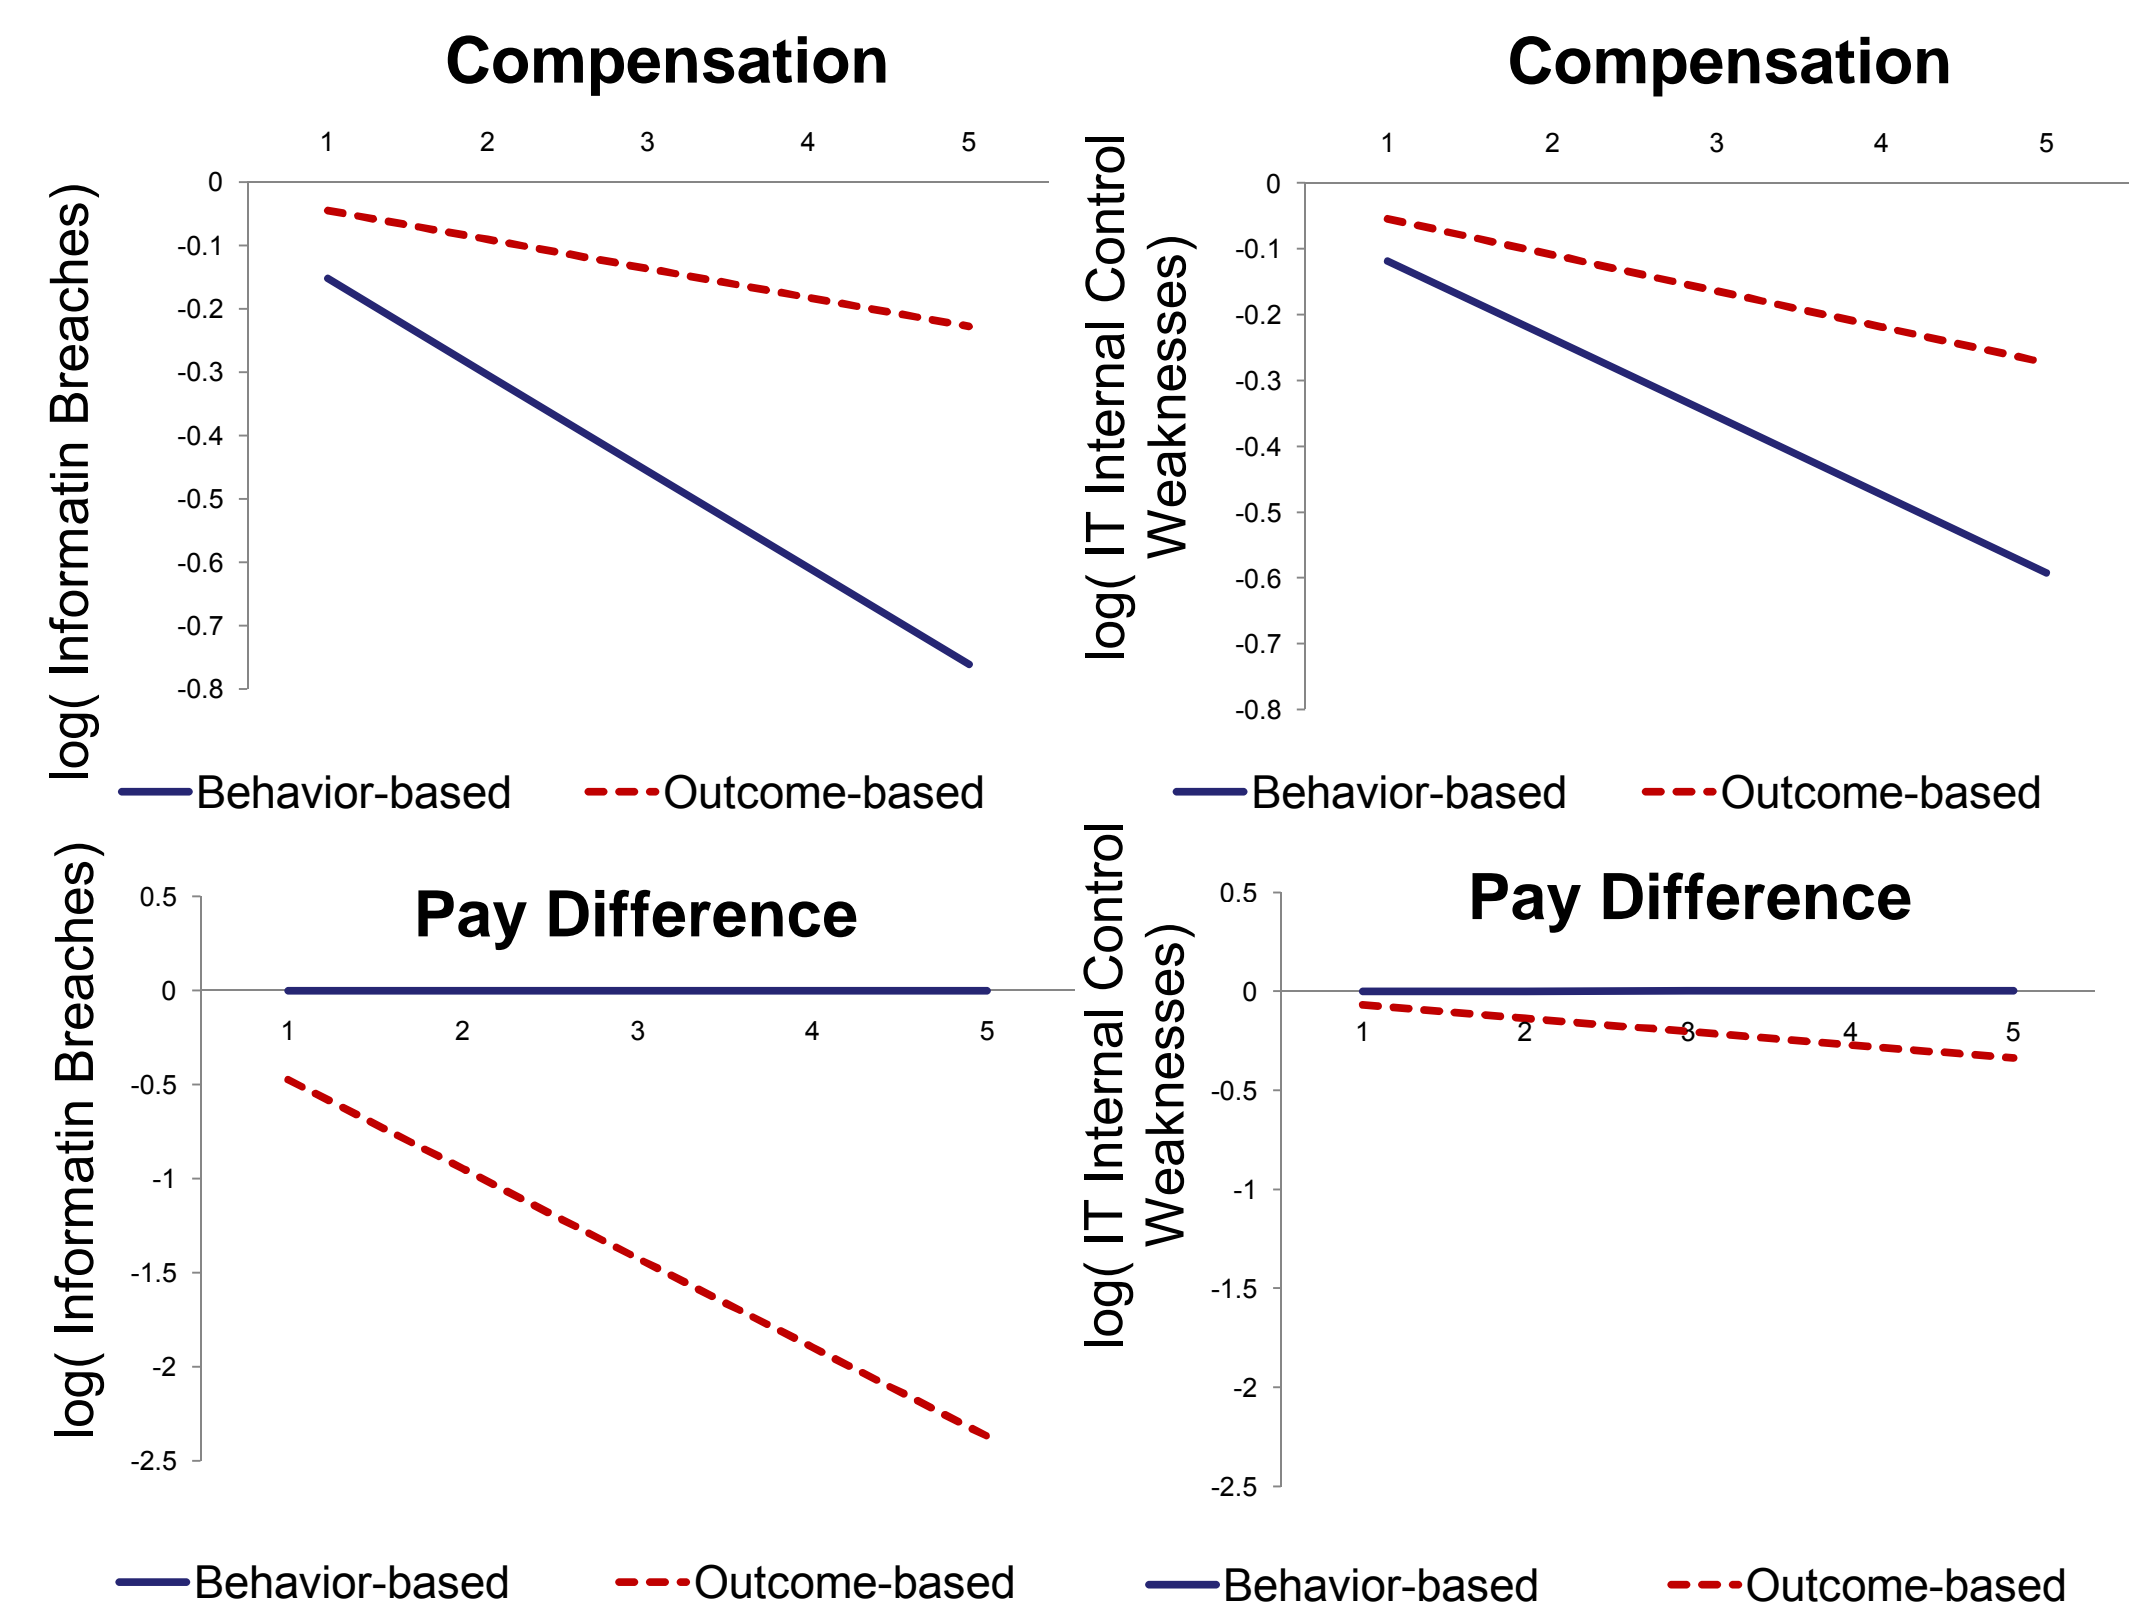 Compensation
1 2 3 4 5
0
-0.1
-0.2
-0.3
-0.4
-0.5
-0.6
-0.7
-0.8
log( Informatin Breaches)
Behavior-based Outcome-based
Compensation
1 2 3 4 5
0
-0.1
-0.2
-0.3
-0.4
-0.5
-0.6
-0.7
-0.8
log( IT Internal Control
Weaknesses)
Behavior-based Outcome-based
Pay Difference
0.5
0
1 2 3 4 5
-0.5
-1
-1.5
-2
-2.5
log( Informatin Breaches)
Behavior-based Outcome-based
Pay Difference
0.5
0
1 2 3 4 5
-0.5
-1
-1.5
-2
-2.5
log( IT Internal Control
Weaknesses)
Behavior-based Outcome-based